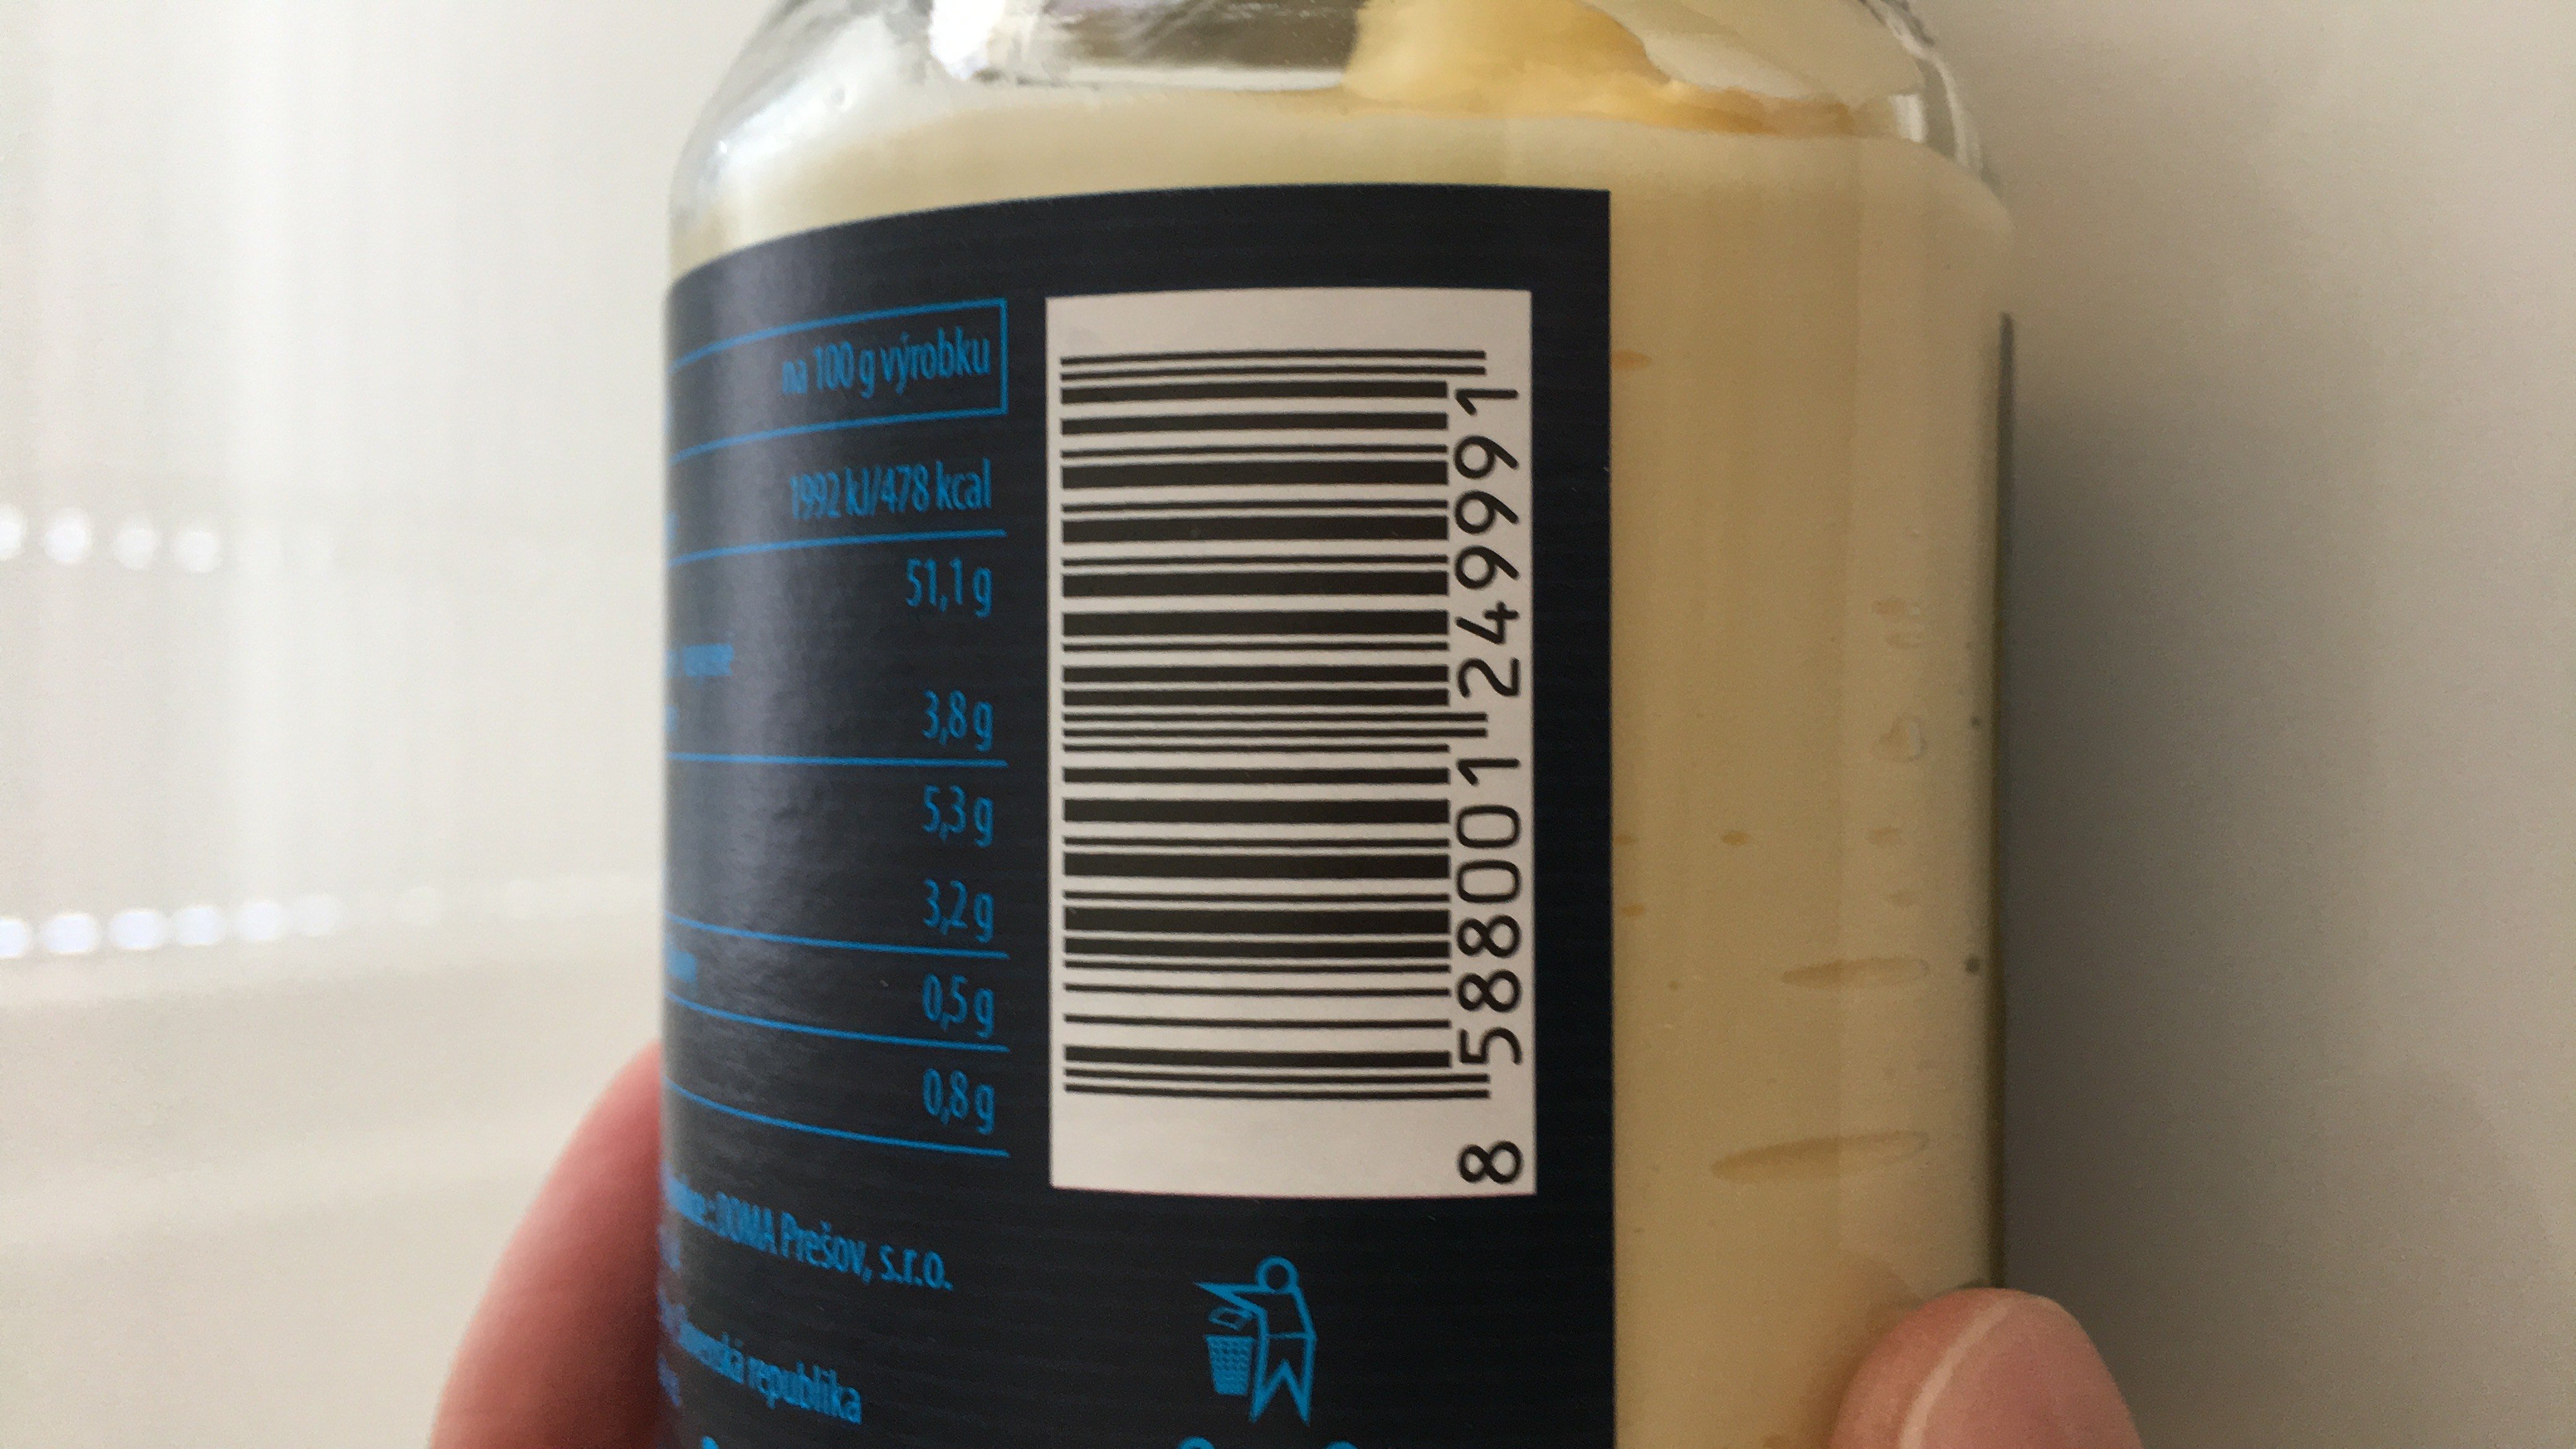 na 100 g výrobku
1992 kJ/478 kcal
51,1 g
3,8 g
5,3 g
3,2 g
0,5 g
0,8 g
DOMA Prešov, s.r.o.
republika
8 588001 249991